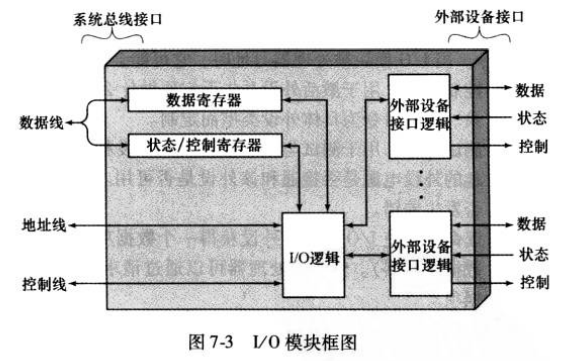 系统总线接口
外部设备接口
数据寄存器
状态/控制寄存器
数据线
地址线
控制线
I/O逻辑
外部设备
接口逻辑
数据
状态
控制
外部设备
接口逻辑
数据
状态
控制
图 7-3 I/O 模块框图